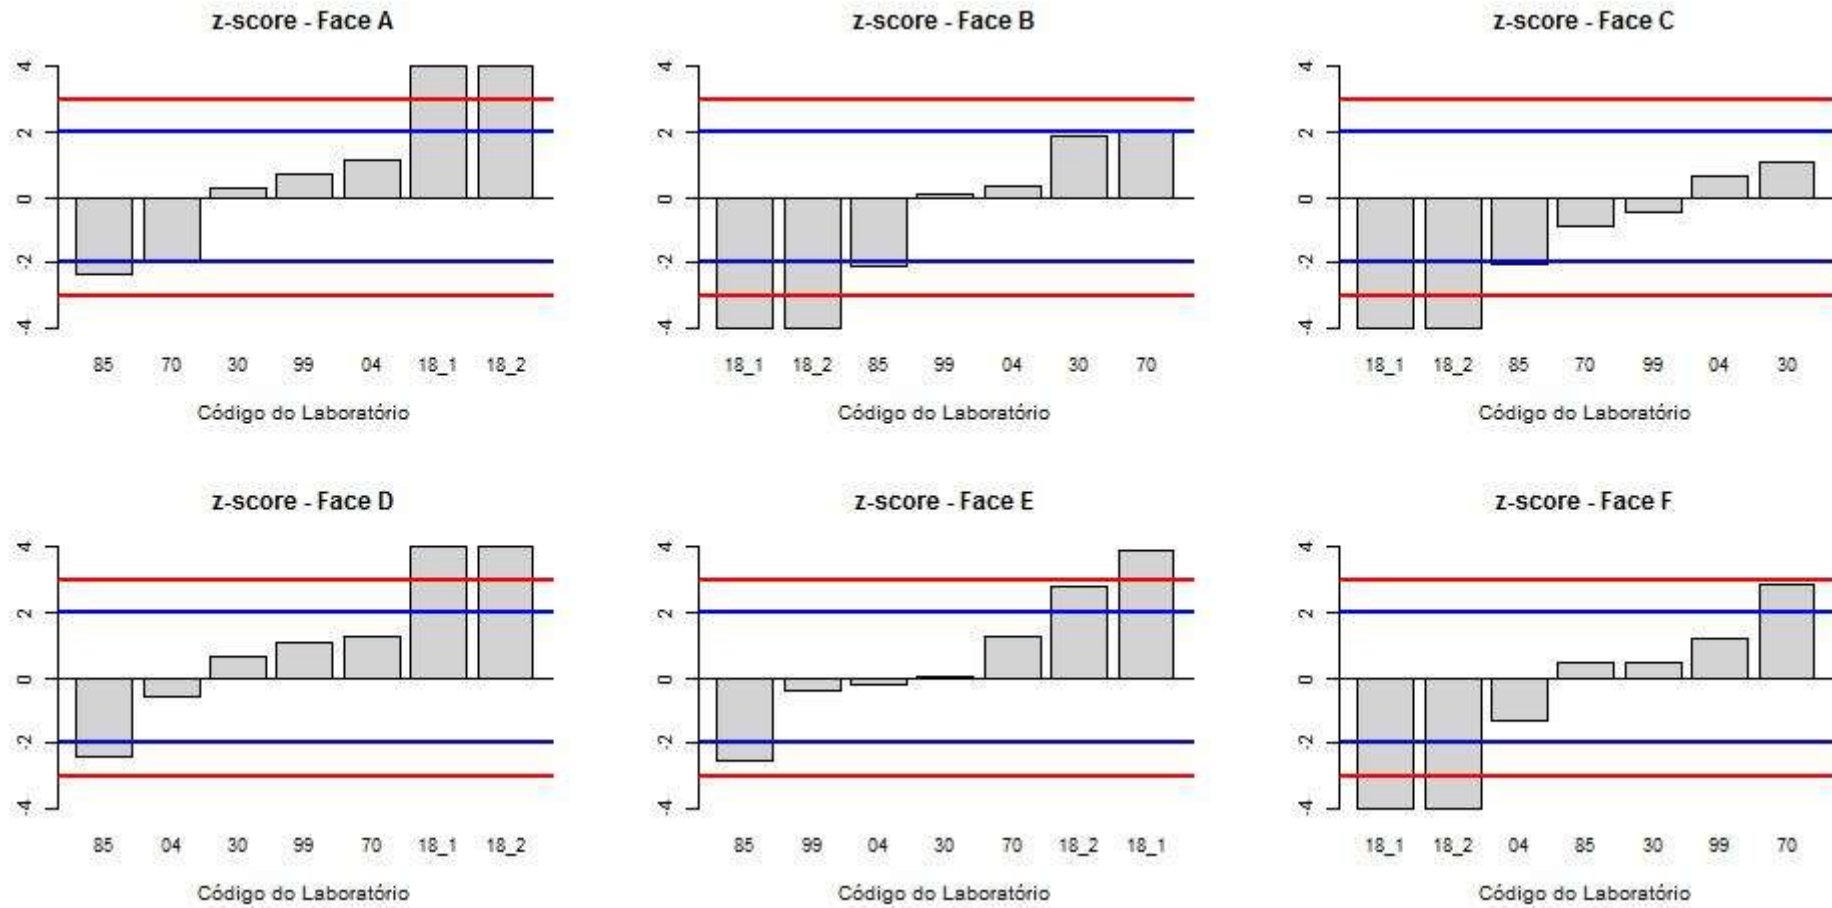 z-score - Face A
4
2
0
-2
-4
85 70 30 99 04 18_1 18_2
Código do Laboratório
z-score - Face B
4
2
0
-2
-4
18_1 18_2 85 99 04 30 70
Código do Laboratório
z-score - Face C
4
2
0
-2
-4
18_1 18_2 85 70 99 04 30
Código do Laboratório
z-score - Face D
4
2
0
-2
-4
85 04 30 99 70 18_1 18_2
Código do Laboratório
z-score - Face E
4
2
0
-2
-4
85 99 04 30 70 18_2 18_1
Código do Laboratório
z-score - Face F
4
2
0
-2
-4
18_1 18_2 04 85 30 99 70
Código do Laboratório